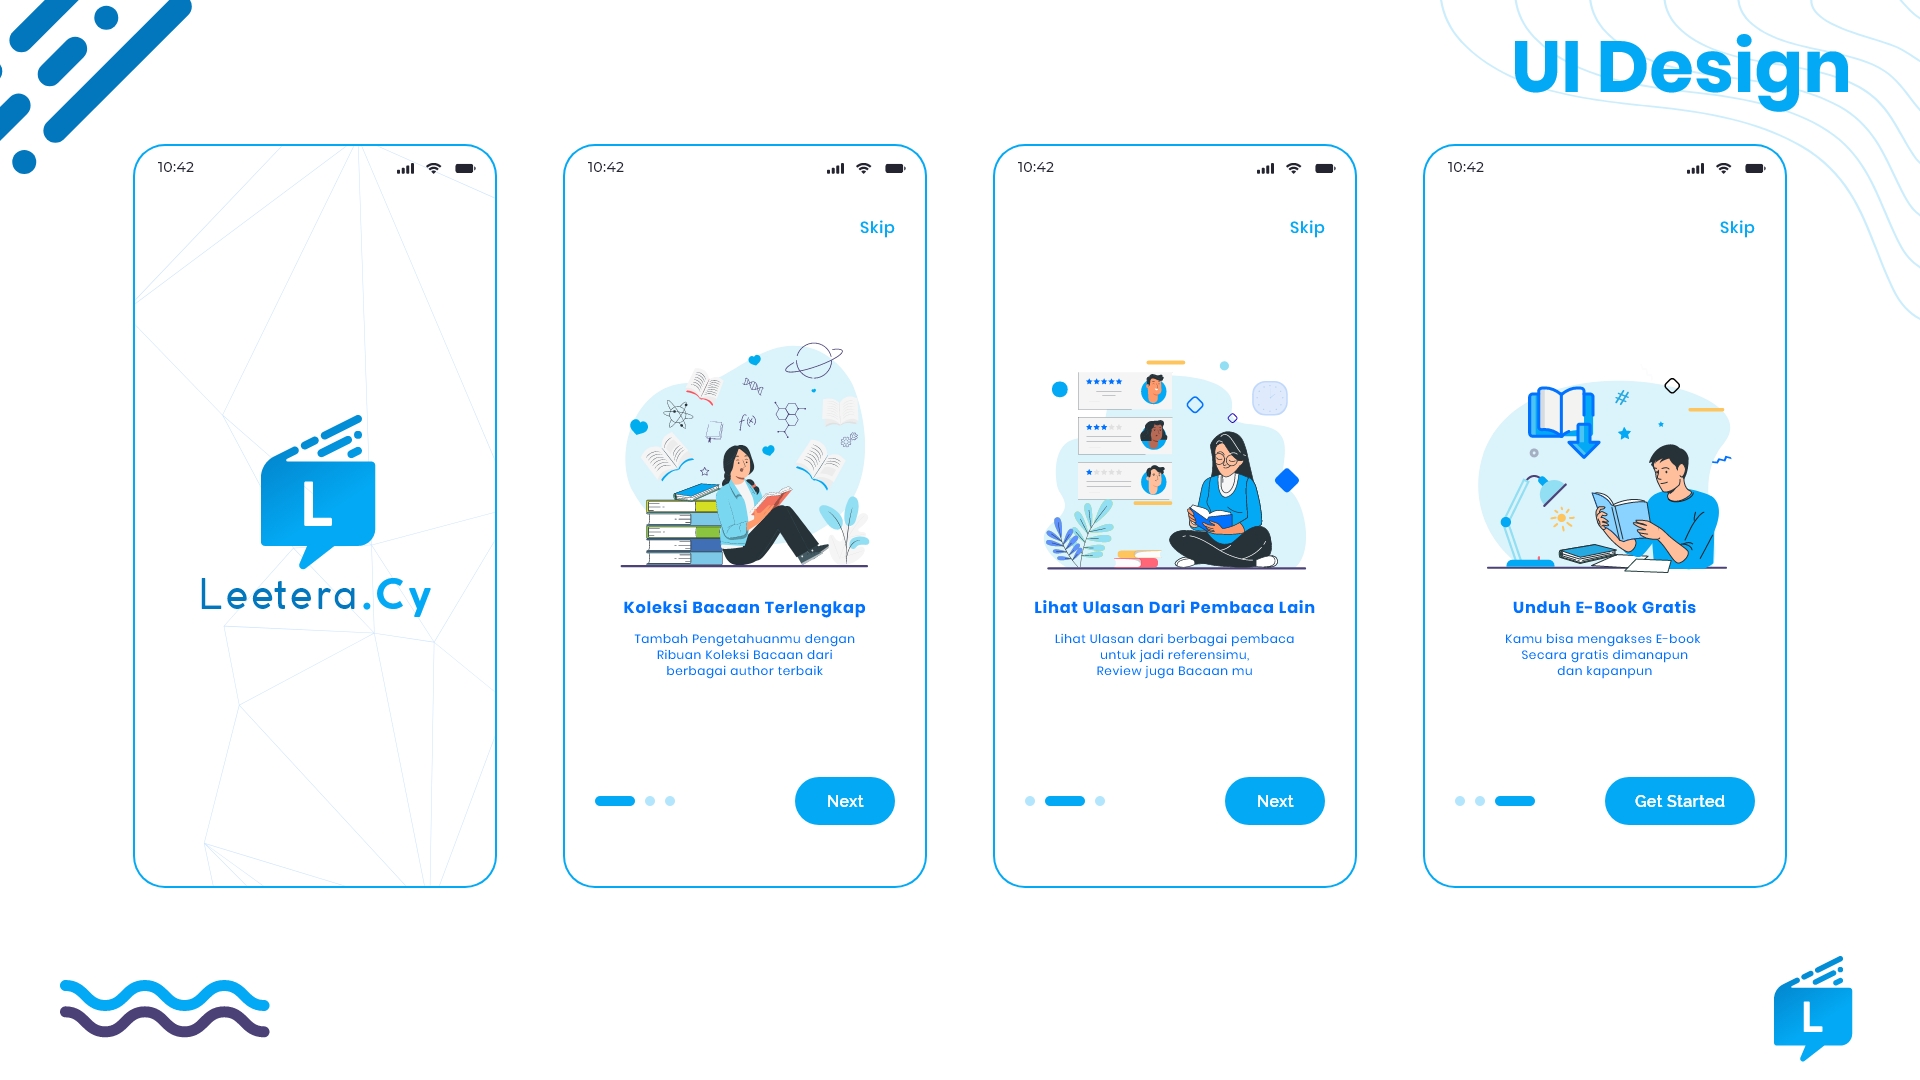 UI Design
10:42
L
Leetera.Cy
10:42
Skip
f(x)
Koleksi Bacaan Terlengkap
Tambah Pengetahuanmu dengan
Ribuan Koleksi Bacaan dari
berbagai author terbaik
Next
10:42
Skip
Lihat Ulasan Dari Pembaca Lain
Lihat Ulasan dari berbagai pembaca
untuk jadi referensimu,
Review juga Bacaan mu
Next
10:42
Skip
#
Unduh E-Book Gratis
Kamu bisa mengakses E-book
Secara gratis dimanapun
dan kapanpun
Get Started
L